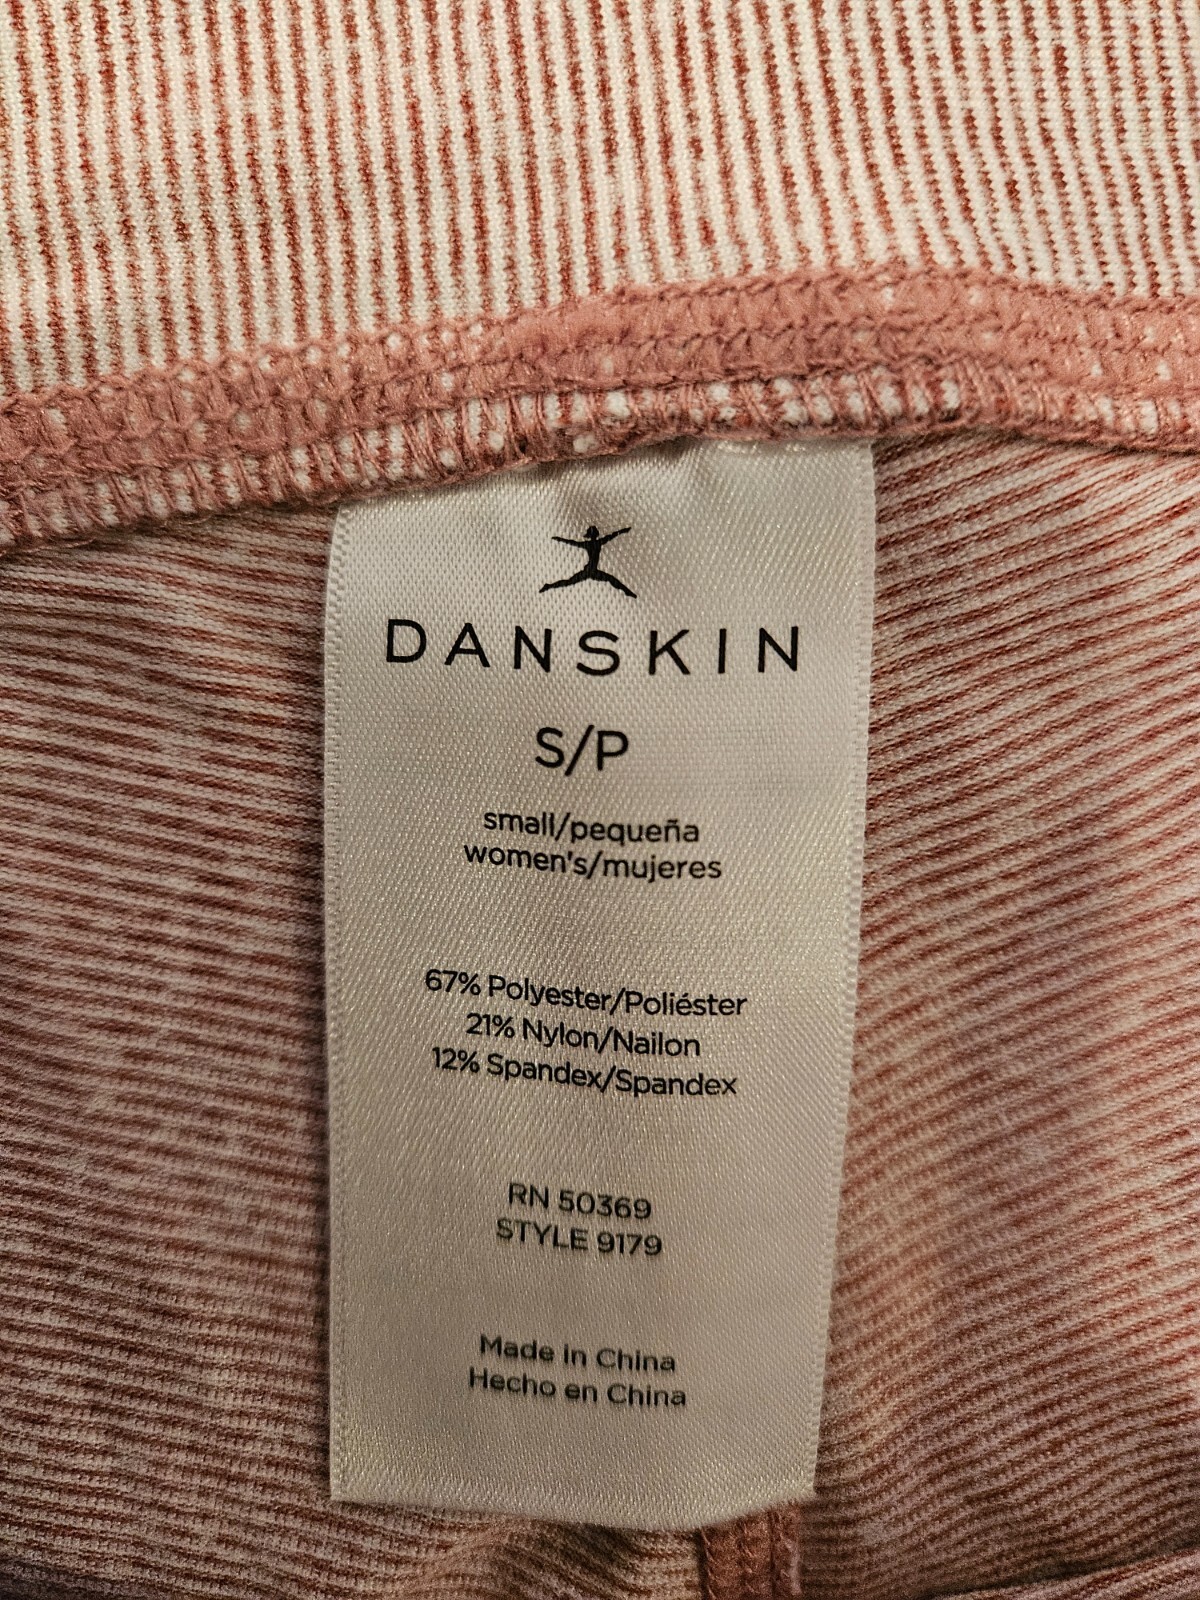 DANSKIN
S/P
small/pequeña
women's/mujeres
67% Polyester/Poliéster
21% Nylon/Nailon
12% Spandex/Spandex
RN 50369
STYLE 9179
Made in China
Hecho en China